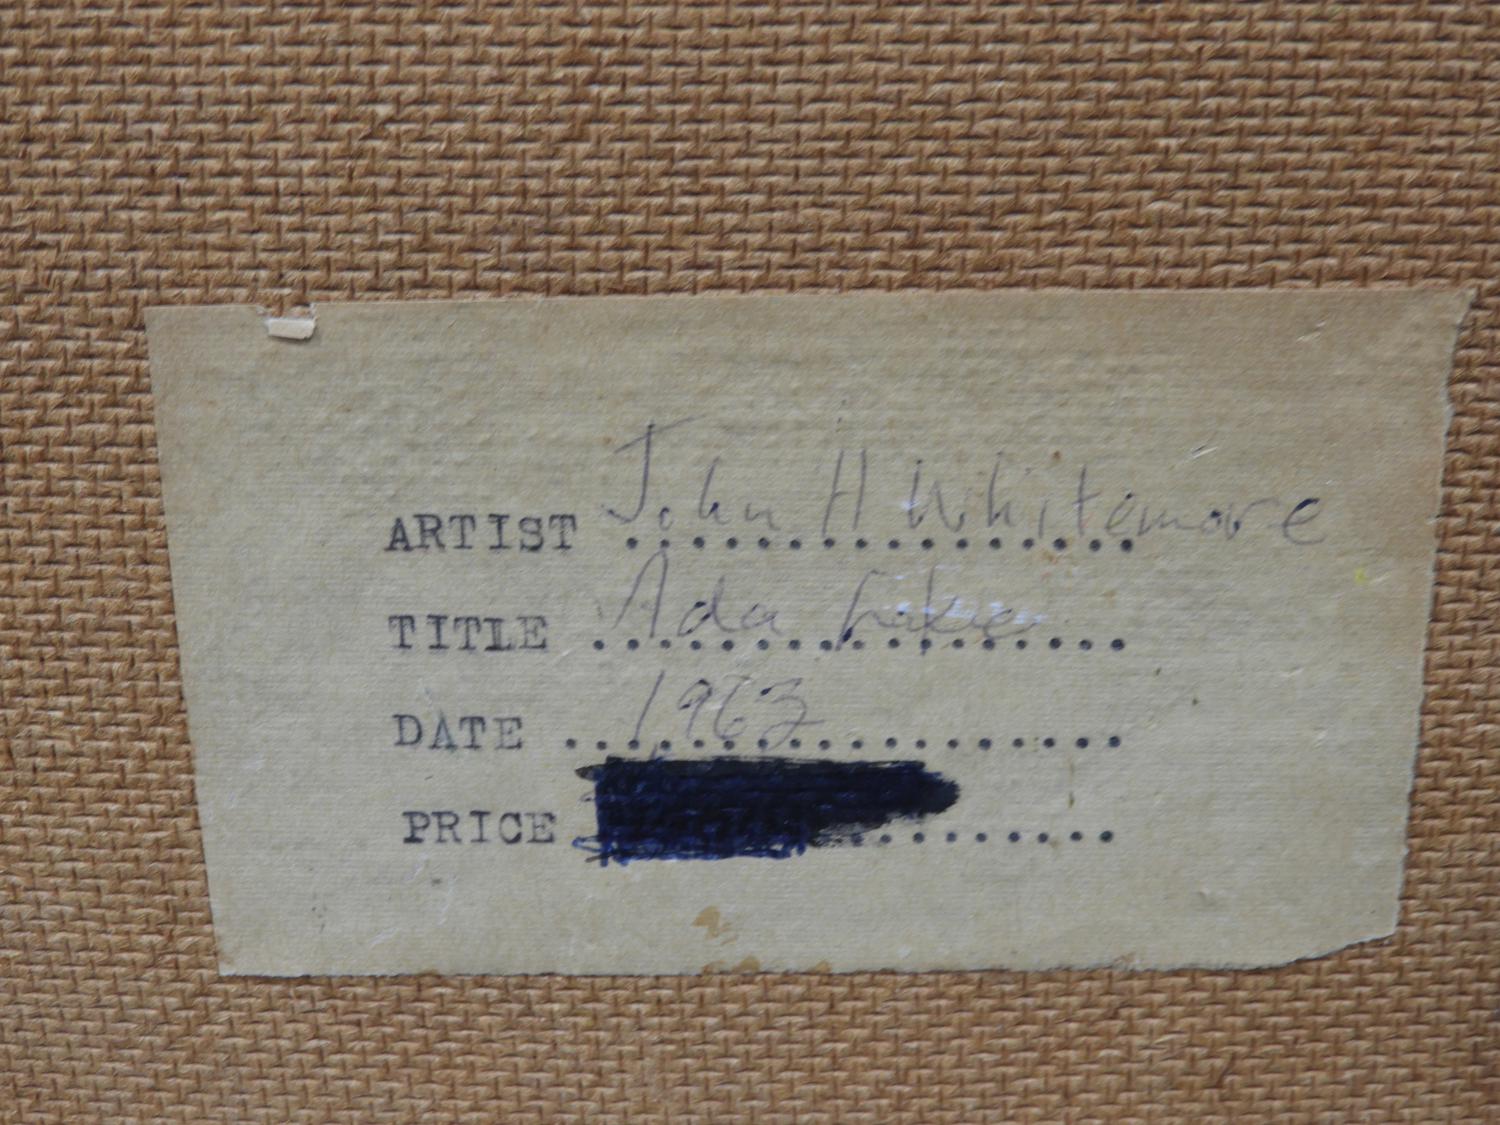 ARTIST John H Whitemore
TITLE Ada Lake
DATE 1963
PRICE